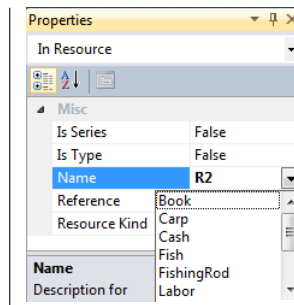 Properties
In Resource
Misc
Is Series False
Is Type False
Name R2
Reference Book
Carp
Resource Kind Cash
Fish
FishingRod
Labor
Name
Description for